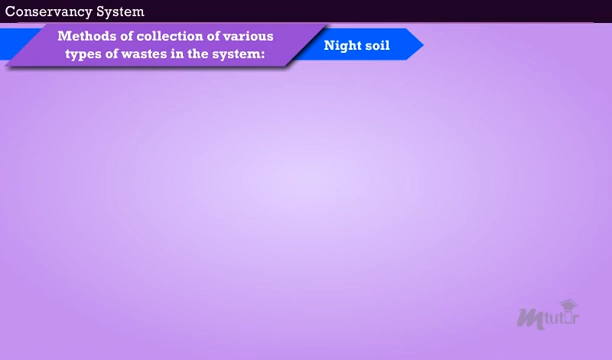 Conservancy System
Methods of collection of various
types of wastes in the system:
Night soil
mtutor